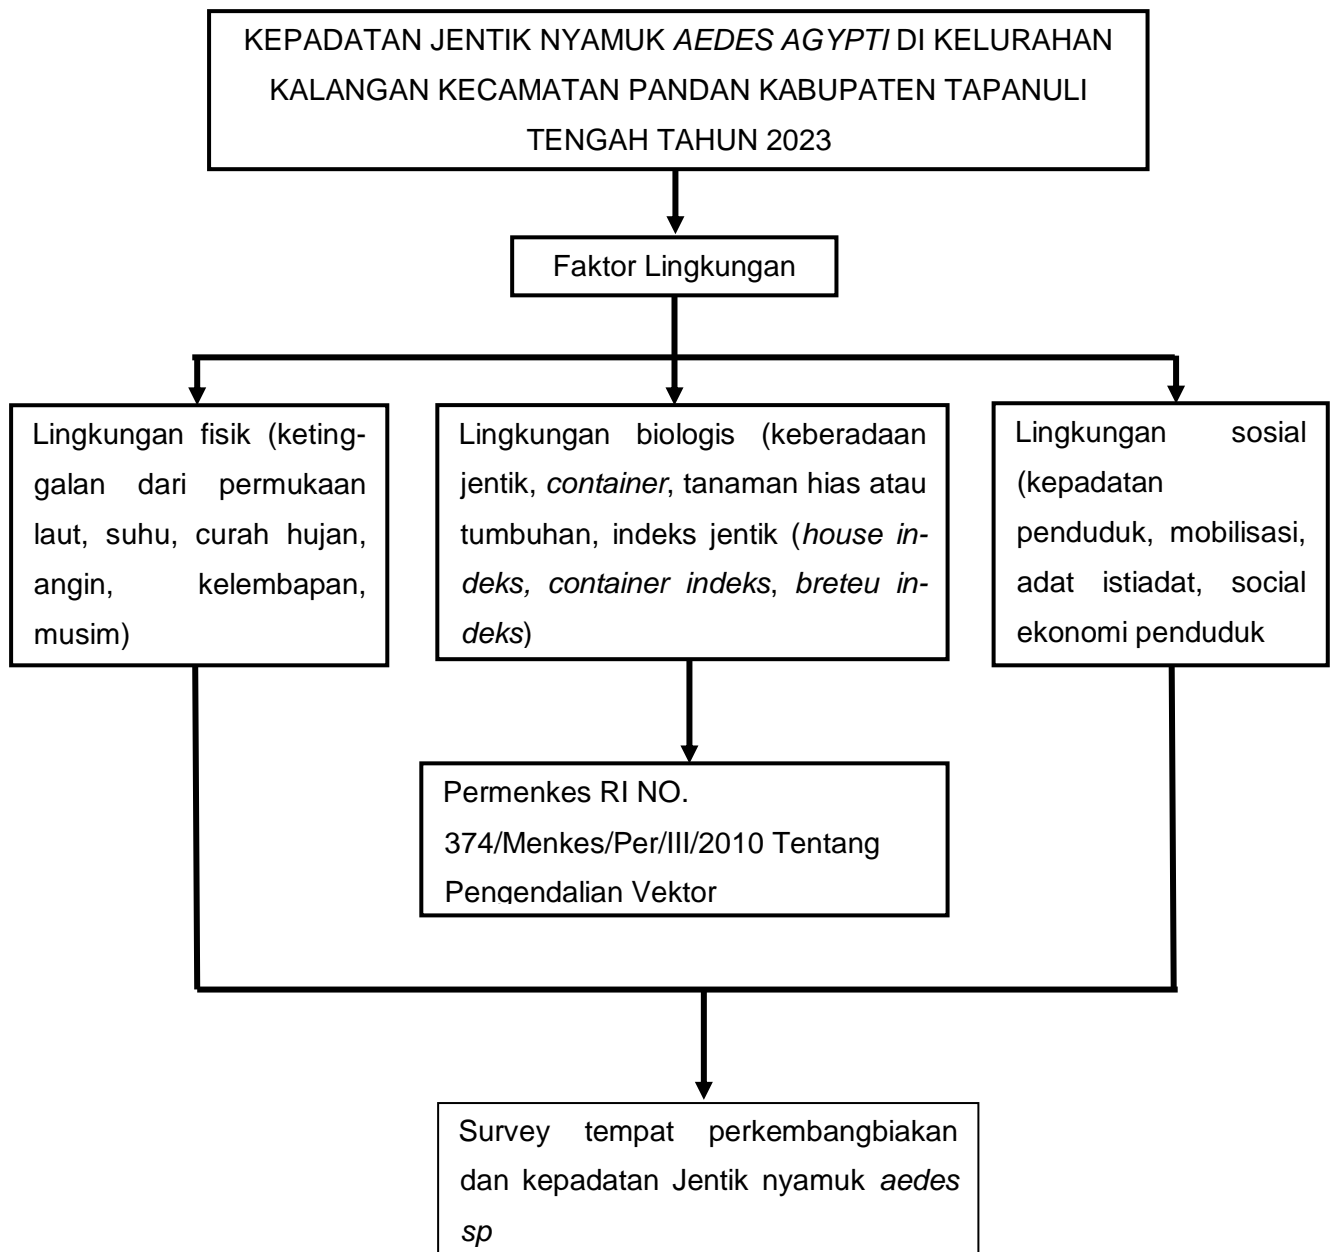 KEPADATAN JENTIK NYAMUK AEDES AGYPTI DI KELURAHAN
KALANGAN KECAMATAN PANDAN KABUPATEN TAPANULI
TENGAH TAHUN 2023
Faktor Lingkungan
Lingkungan fisik (keting-
galan dari permukaan
laut, suhu, curah hujan,
angin, kelembapan,
musim)
Lingkungan biologis (keberadaan
jentik, container, tanaman hias atau
tumbuhan, indeks jentik (house in-
deks, container indeks, breteu in-
deks)
Lingkungan sosial
(kepadatan
penduduk, mobilisasi,
adat istiadat, social
ekonomi penduduk
Permenkes RI NO.
374/Menkes/Per/III/2010 Tentang
Pengendalian Vektor
Survey tempat perkembangbiakan
dan kepadatan Jentik nyamuk aedes
sp